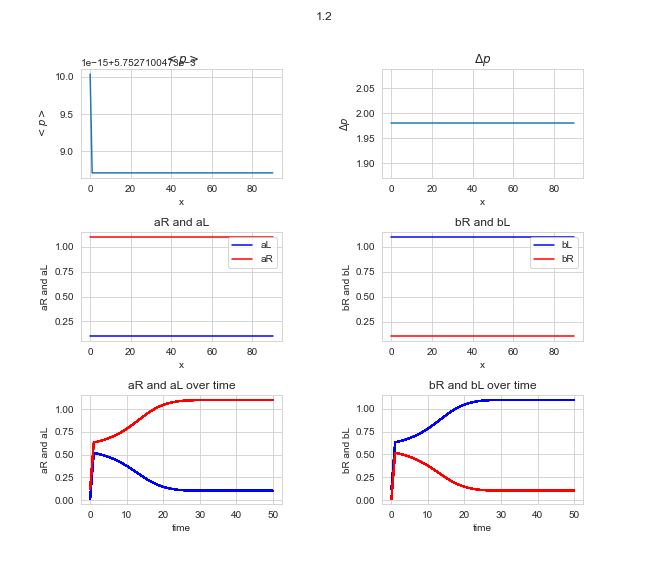 1.2
< p >
1e−15+5.7527100473e−3
10.0
9.5
9.0
< p >
0 20 40 60 80
x
Δp
2.05
2.00
1.95
1.90
Δp
0 20 40 60 80
x
aR and aL
1.00
0.75
0.50
0.25
aR and aL
aL
aR
0 20 40 60 80
x
bR and bL
1.00
0.75
0.50
0.25
bR and bL
bL
bR
0 20 40 60 80
x
aR and aL over time
1.00
0.75
0.50
0.25
0.00
aR and aL
0 10 20 30 40 50
time
bR and bL over time
1.00
0.75
0.50
0.25
0.00
bR and bL
0 10 20 30 40 50
time